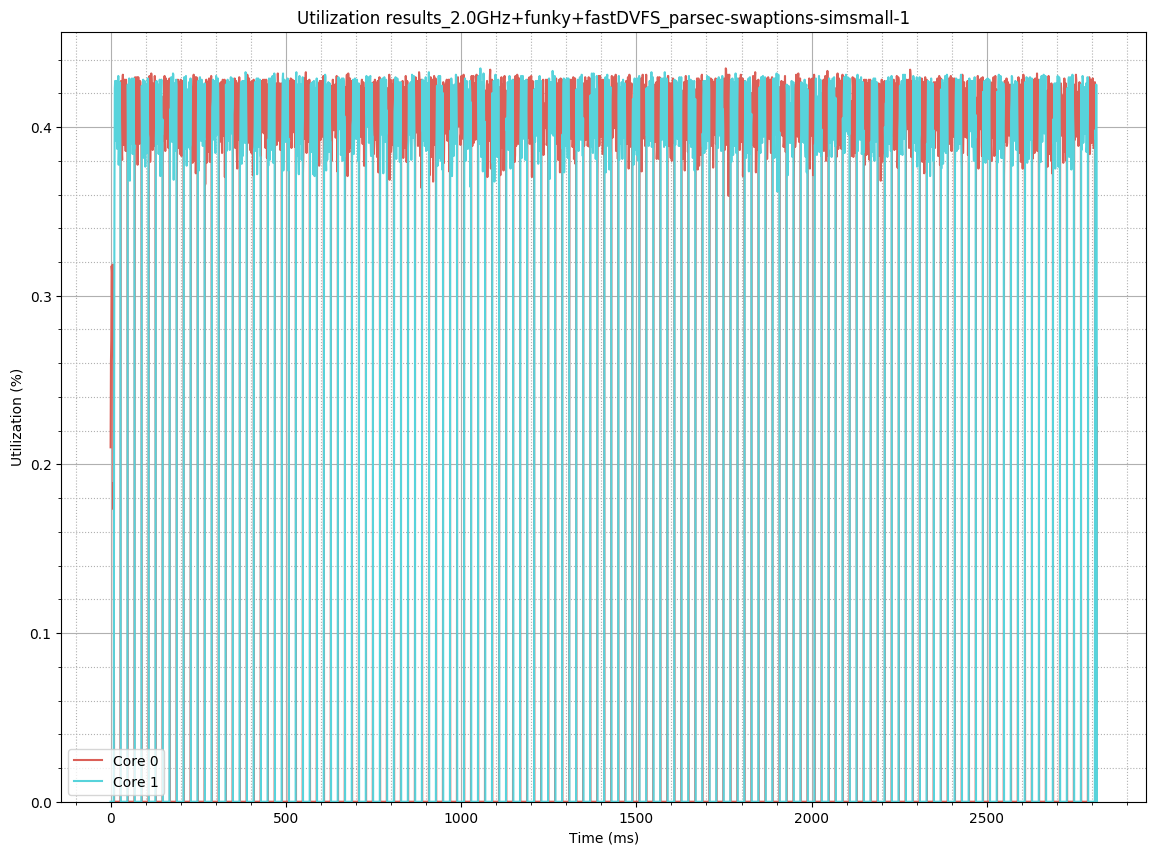 Utilization results_2.0GHz+funky+fastDVFS_parsec-swaptions-simsmall-1
Utilization (%)
0.4
0.3
0.2
0.1
0.0
Core 0
Core 1
0 500 1000 1500 2000 2500
Time (ms)